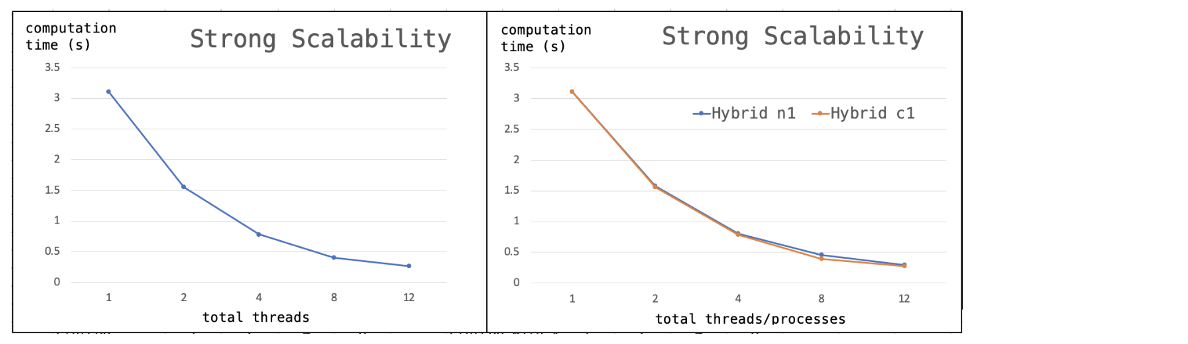 computation
time (s)
Strong Scalability
3.5
3
2.5
2
1.5
1
0.5
0
1 2 4 8 12
total threads
computation
time (s)
Strong Scalability
3.5
3
2.5
2
1.5
1
0.5
0
Hybrid n1 Hybrid c1
1 2 4 8 12
total threads/processes